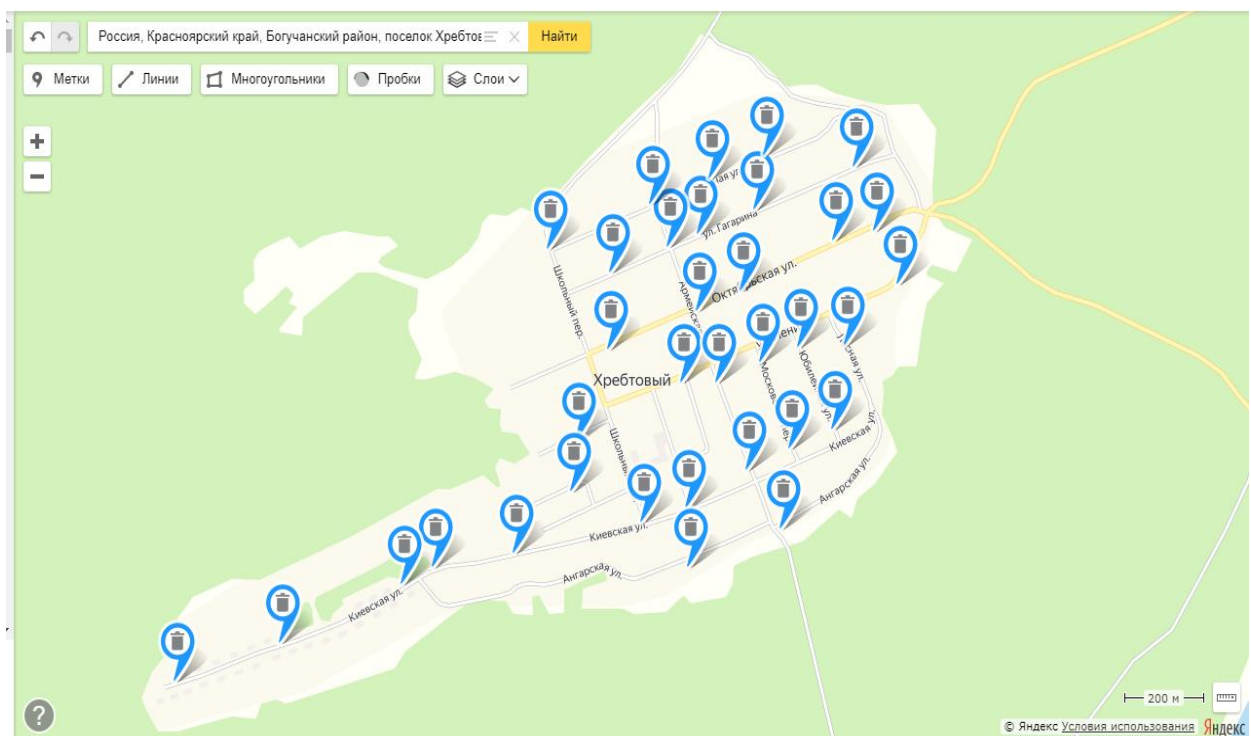 Россия, Красноярский край, Богучанский район, поселок Хребтов
Найти
Метки
Линии
Многоугольники
Пробки
Слои
ул. Гагарина
Октябрьская ул.
Школьный пер.
Хребтовый
Киевская ул.
Ангарская ул.
Киевская ул.
Ангарская ул.
Киевская ул.
200 м
?
© Яндекс Условия использования Яндекс